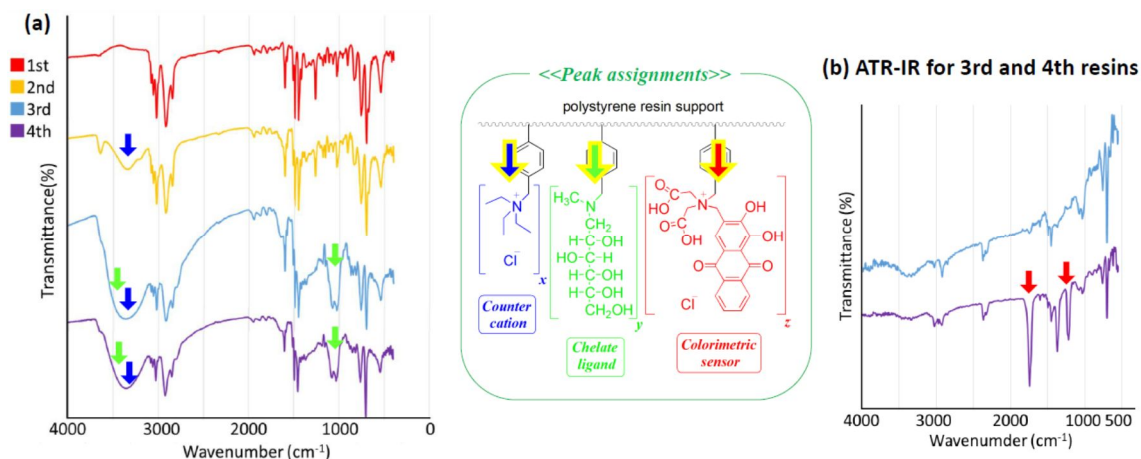 (a)
1st
2nd
3rd
4th
Transmittance(%)
4000
3000
2000
1000
0
Wavenumber (cm⁻¹)
<<Peak assignments>>
polystyrene resin support
N
+
Cl⁻
x
Counter
cation
H₃C
N
CH₂
H-C-OH
HO-C-H
H-C-OH
H-C-OH
CH₂OH
y
Chelate
ligand
O
HO
N
+
O
OH
OH
OH
O
O
Cl⁻
z
Colorimetric
sensor
(b) ATR-IR for 3rd and 4th resins
Transmittance (%)
4000
3000
2000
1000
500
Wavenumder (cm⁻¹)